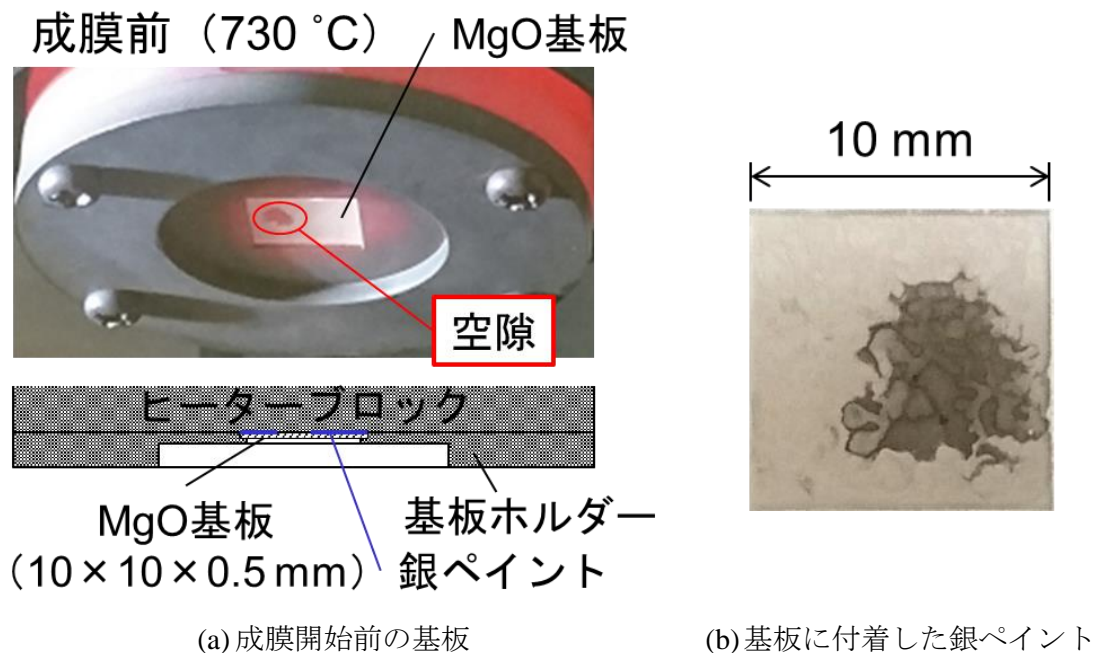 成膜前（730 ˚C）
MgO基板
空隙
10 mm
ヒーターブロック
MgO基板
（10×10×0.5 mm）
基板ホルダー
銀ペイント
(a) 成膜開始前の基板
(b) 基板に付着した銀ペイント